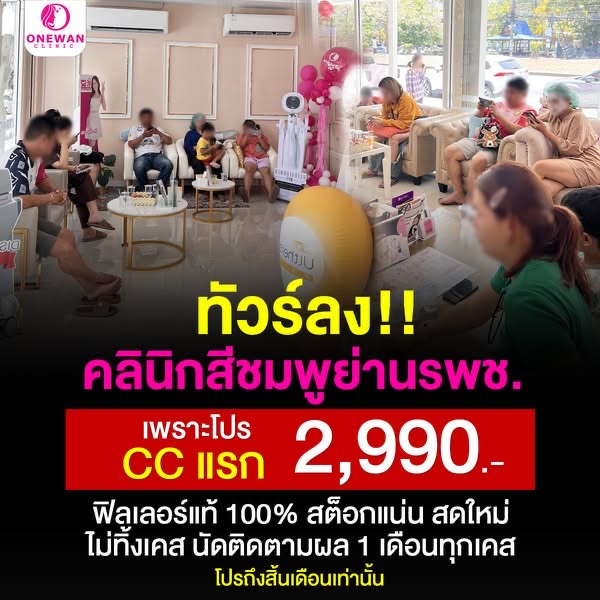 ONEWAN
CLINIC
ทัวร์ลง!!
คลินิกสีชมพูย่านรพช.
เพราะโปร
CC แรก
2,990.-
ฟิลเลอร์แท้ 100% สต็อกแน่น สดใหม่
ไม่ทิ้งเคส นัดติดตามผล 1 เดือนทุกเคส
โปรถึงสิ้นเดือนเท่านั้น